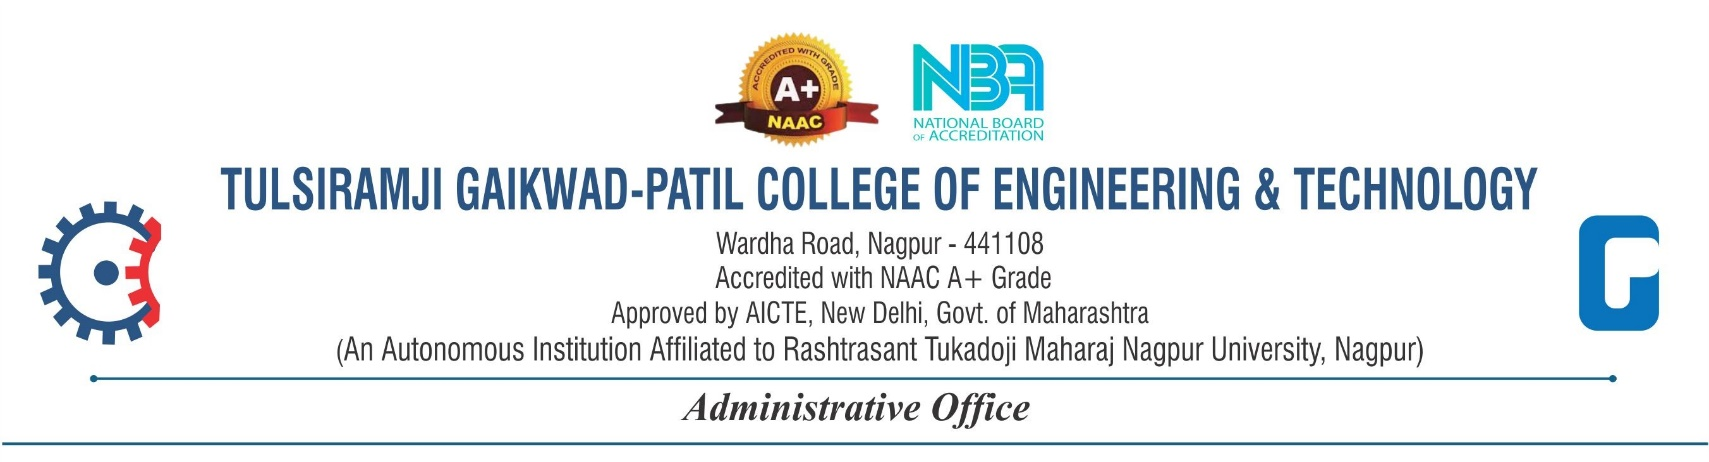 ACCREDITED WITH GRADE
A+
NAAC
NBA
NATIONAL BOARD
OF ACCREDITATION
TULSIRAMJI GAIKWAD-PATIL COLLEGE OF ENGINEERING & TECHNOLOGY
Wardha Road, Nagpur - 441108
Accredited with NAAC A+ Grade
Approved by AICTE, New Delhi, Govt. of Maharashtra
(An Autonomous Institution Affiliated to Rashtrasant Tukadoji Maharaj Nagpur University, Nagpur)
Administrative Office